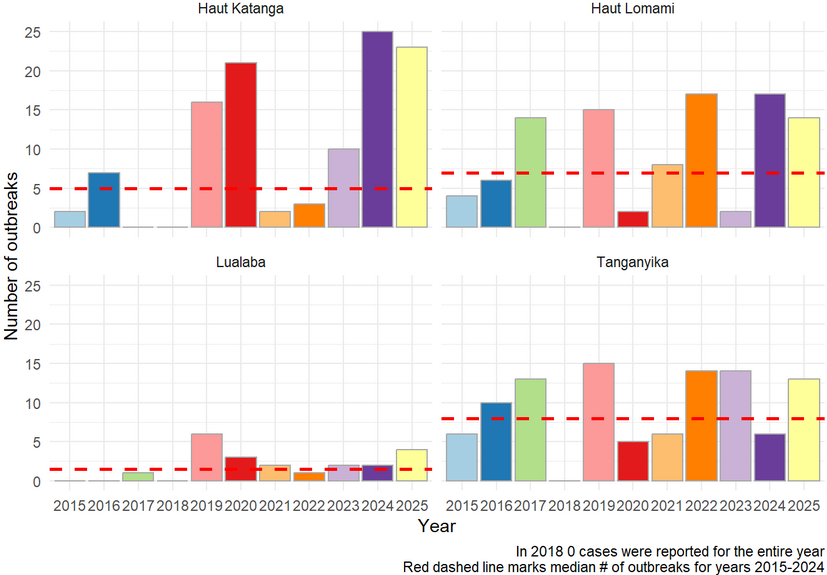 Haut Katanga Haut Lomami
25
20
15
10
5
0
Number of outbreaks
Lualaba Tanganyika
25
20
15
10
5
0
2015 2016 2017 2018 2019 2020 2021 2022 2023 2024 2025 2015 2016 2017 2018 2019 2020 2021 2022 2023 2024 2025
Year
In 2018 0 cases were reported for the entire year
Red dashed line marks median # of outbreaks for years 2015-2024